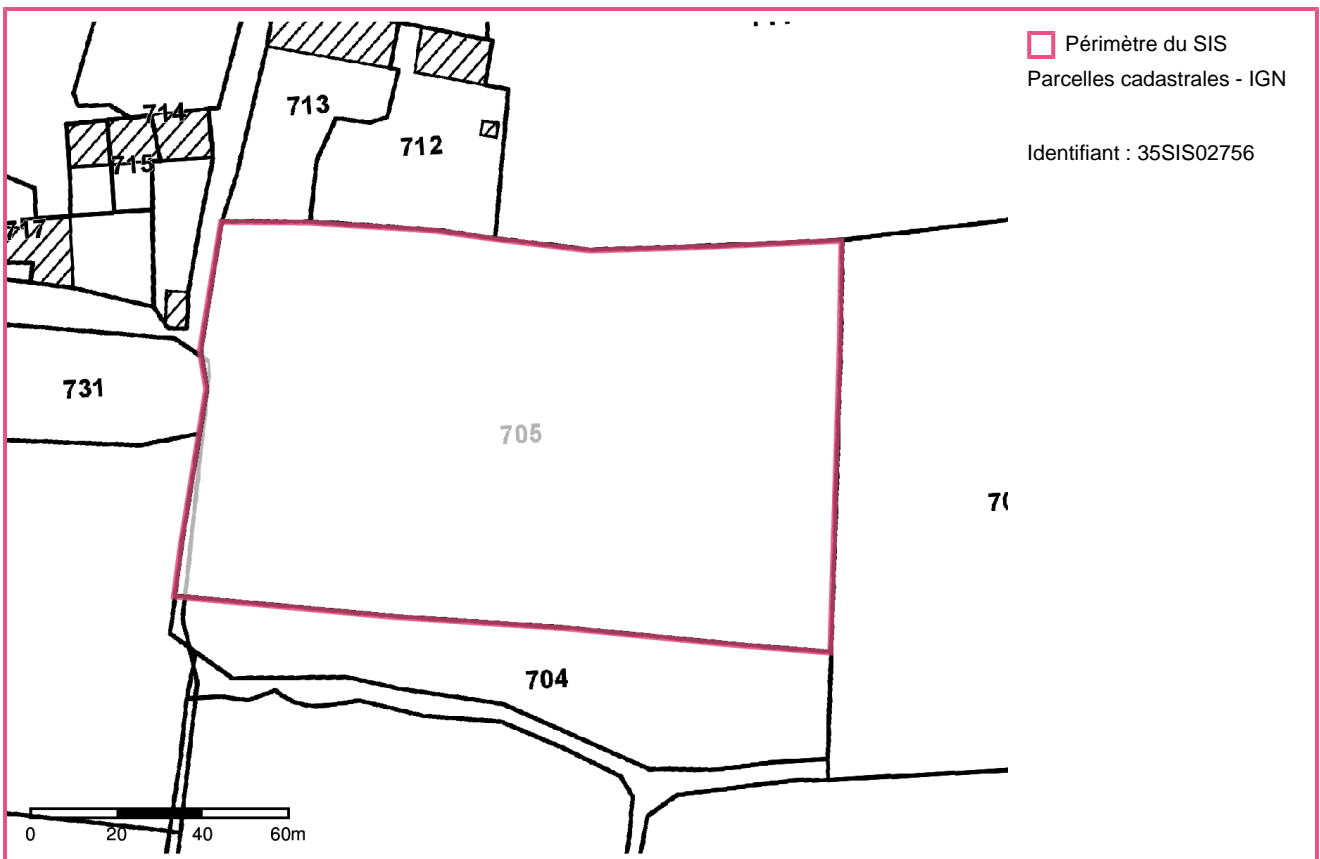 Périmètre du SIS
Parcelles cadastrales - IGN
Identifiant : 35SIS02756
714
713
712
715
717
731
705
704
0 20 40 60m